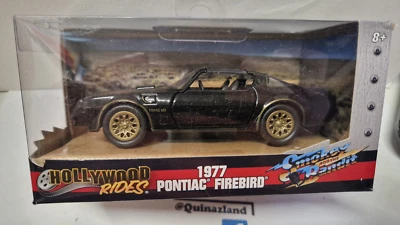 8+
HOLLYWOOD
RIDES
1977
PONTIAC FIREBIRD
Smokey
AND THE
Bandit
@Quinazland